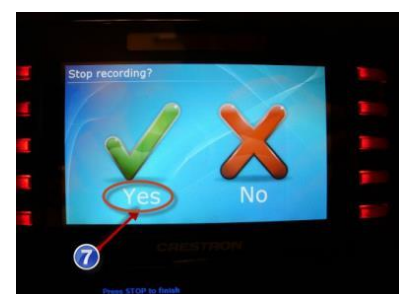 Stop recording?
Yes No
7
CRESTRON
Press STOP to finish